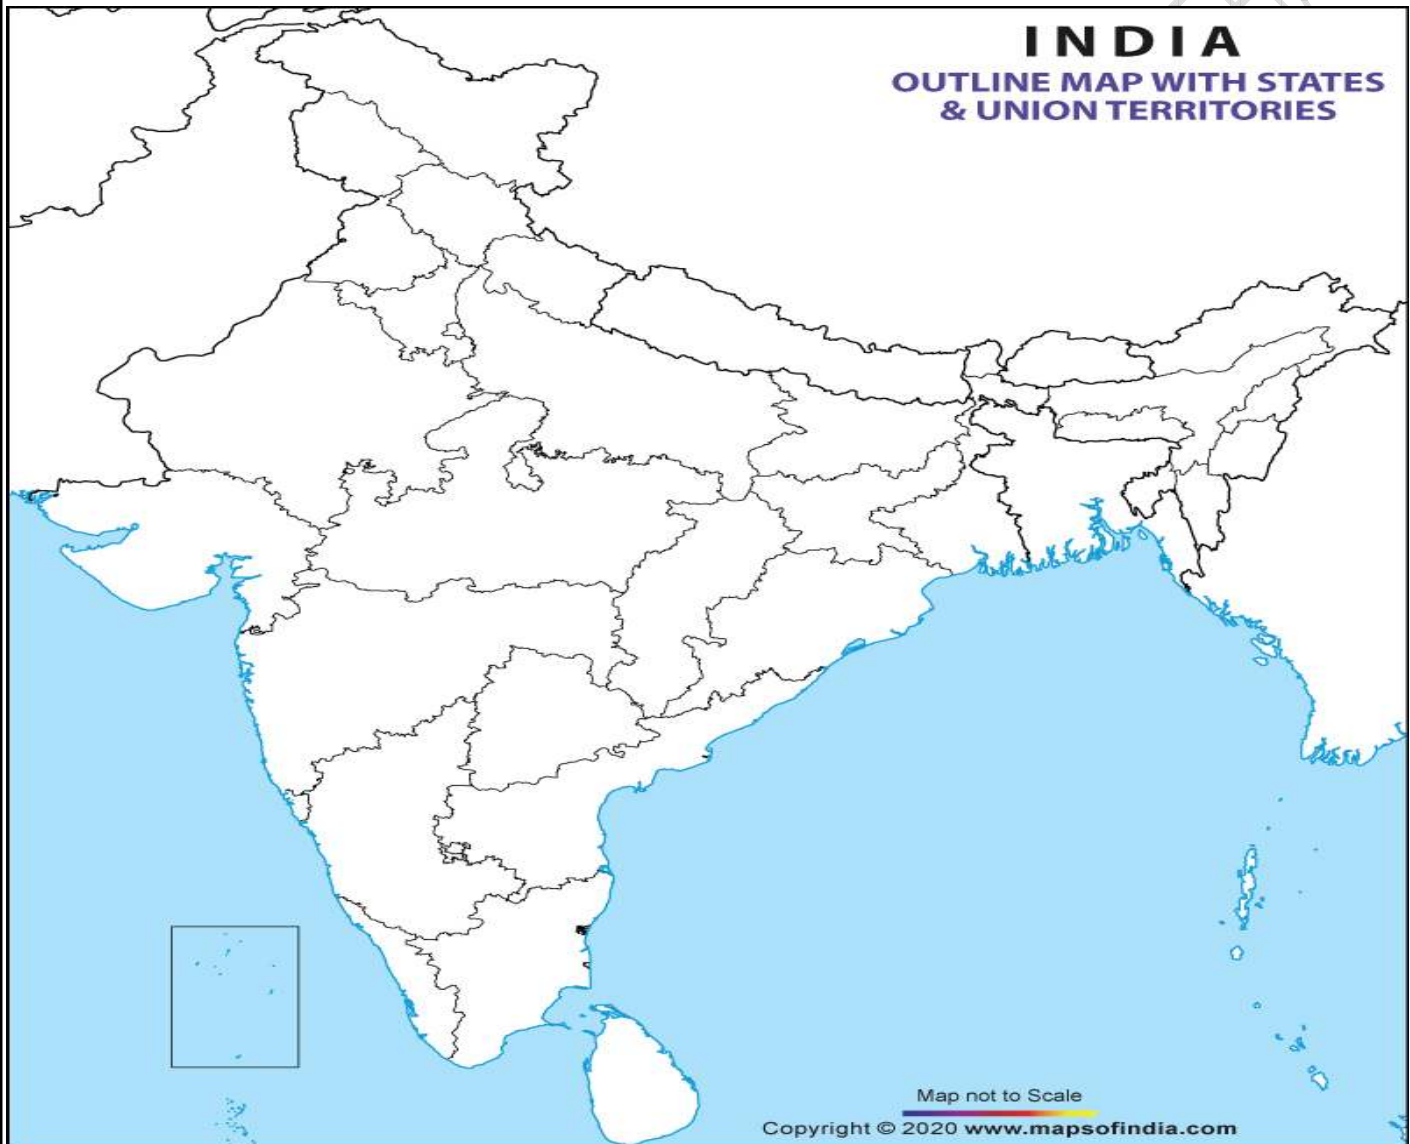 INDIA
OUTLINE MAP WITH STATES
& UNION TERRITORIES
Map not to Scale
Copyright © 2020 www.mapsofindia.com